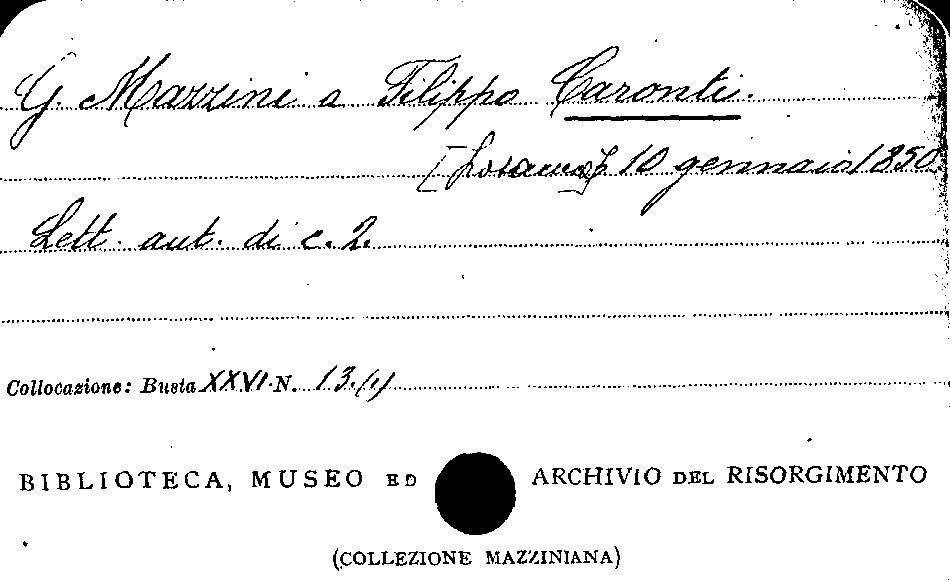 G. Mazzini a Filippo Caronti.
[Losanna], 10 gennaio 1850.
Lett. aut. di c. 2.
Collocazione: Busta XXVI N. 13.(1)
BIBLIOTECA, MUSEO ED ARCHIVIO DEL RISORGIMENTO
(COLLEZIONE MAZZINIANA)